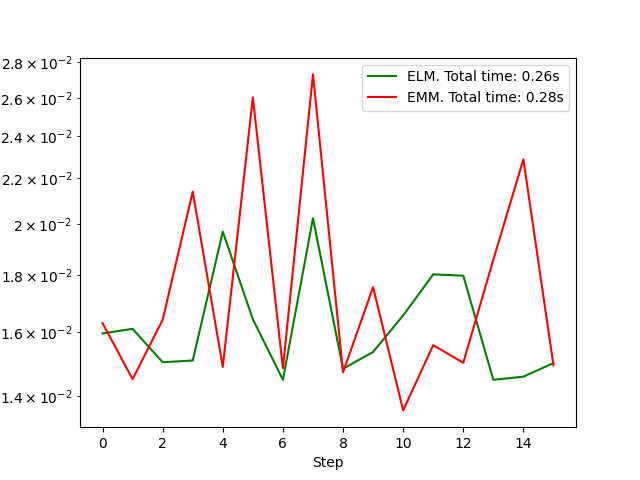 2.8 × 10⁻²
2.6 × 10⁻²
2.4 × 10⁻²
2.2 × 10⁻²
2 × 10⁻²
1.8 × 10⁻²
1.6 × 10⁻²
1.4 × 10⁻²
ELM. Total time: 0.26s
EMM. Total time: 0.28s
0 2 4 6 8 10 12 14
Step